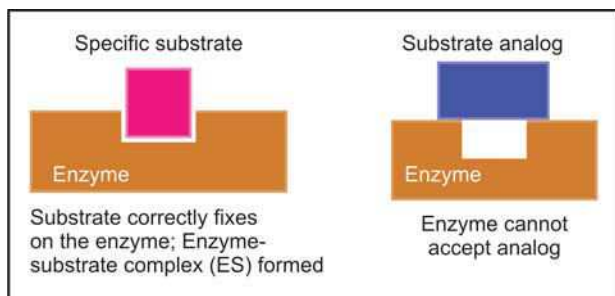 Specific substrate
Enzyme
Substrate correctly fixes
on the enzyme; Enzyme-
substrate complex (ES) formed
Substrate analog
Enzyme
Enzyme cannot
accept analog